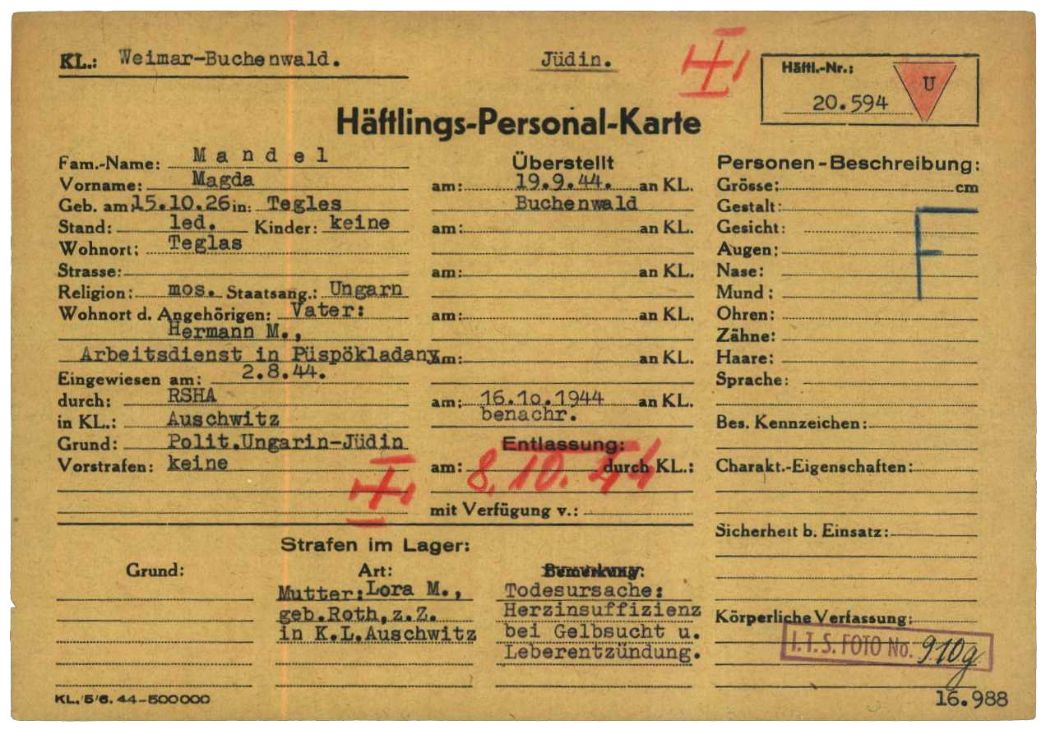 KL.: Weimar-Buchenwald.
Jüdin.
Häftl.-Nr.:
20.594
U
Häftlings-Personal-Karte
Fam.-Name: Mandel
Vorname: Magda
Geb. am 15.10.26 in: Tegles
Stand: led. Kinder: keine
Wohnort: Teglas
Strasse:
Religion: mos. Staatsang.: Ungarn
Wohnort d. Angehörigen: Vater:
Hermann M.,
Arbeitsdienst in Püspökladany
Eingewiesen am: 2.8.44.
durch: RSHA
in KL.: Auschwitz
Grund: Polit.Ungarin-Jüdin
Vorstrafen: keine
Überstellt
am: 19.9.44. an KL.
Buchenwald
am: an KL.
am: an KL.
am: an KL.
am: an KL.
am: 16.1o.1944 an KL.
benachr.
Entlassung:
am: 8.10.44 durch KL.:
mit Verfügung v.:
Personen-Beschreibung:
Grösse: cm
Gestalt:
Gesicht:
Augen:
Nase:
Mund:
Ohren:
Zähne:
Haare:
Sprache:
F
Bes. Kennzeichen:
Charakt.-Eigenschaften:
Sicherheit b. Einsatz:
Körperliche Verfassung:
Strafen im Lager:
Grund: Art: Bemerkung:
Mutter: Lora M.,
geb.Roth,z.Z.
in K.L.Auschwitz
Todesursache:
Herzinsuffizienz
bei Gelbsucht u.
Leberentzündung.
I.T.S. FOTO No. 910g
KL./5/6. 44-500000
16.988